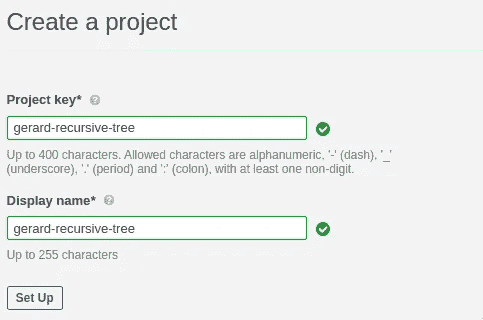 Create a project
Project key* ?
gerard-recursive-tree
Up to 400 characters. Allowed characters are alphanumeric, '-' (dash), '_'
(underscore), '.' (period) and ':' (colon), with at least one non-digit.
Display name* ?
gerard-recursive-tree
Up to 255 characters
Set Up